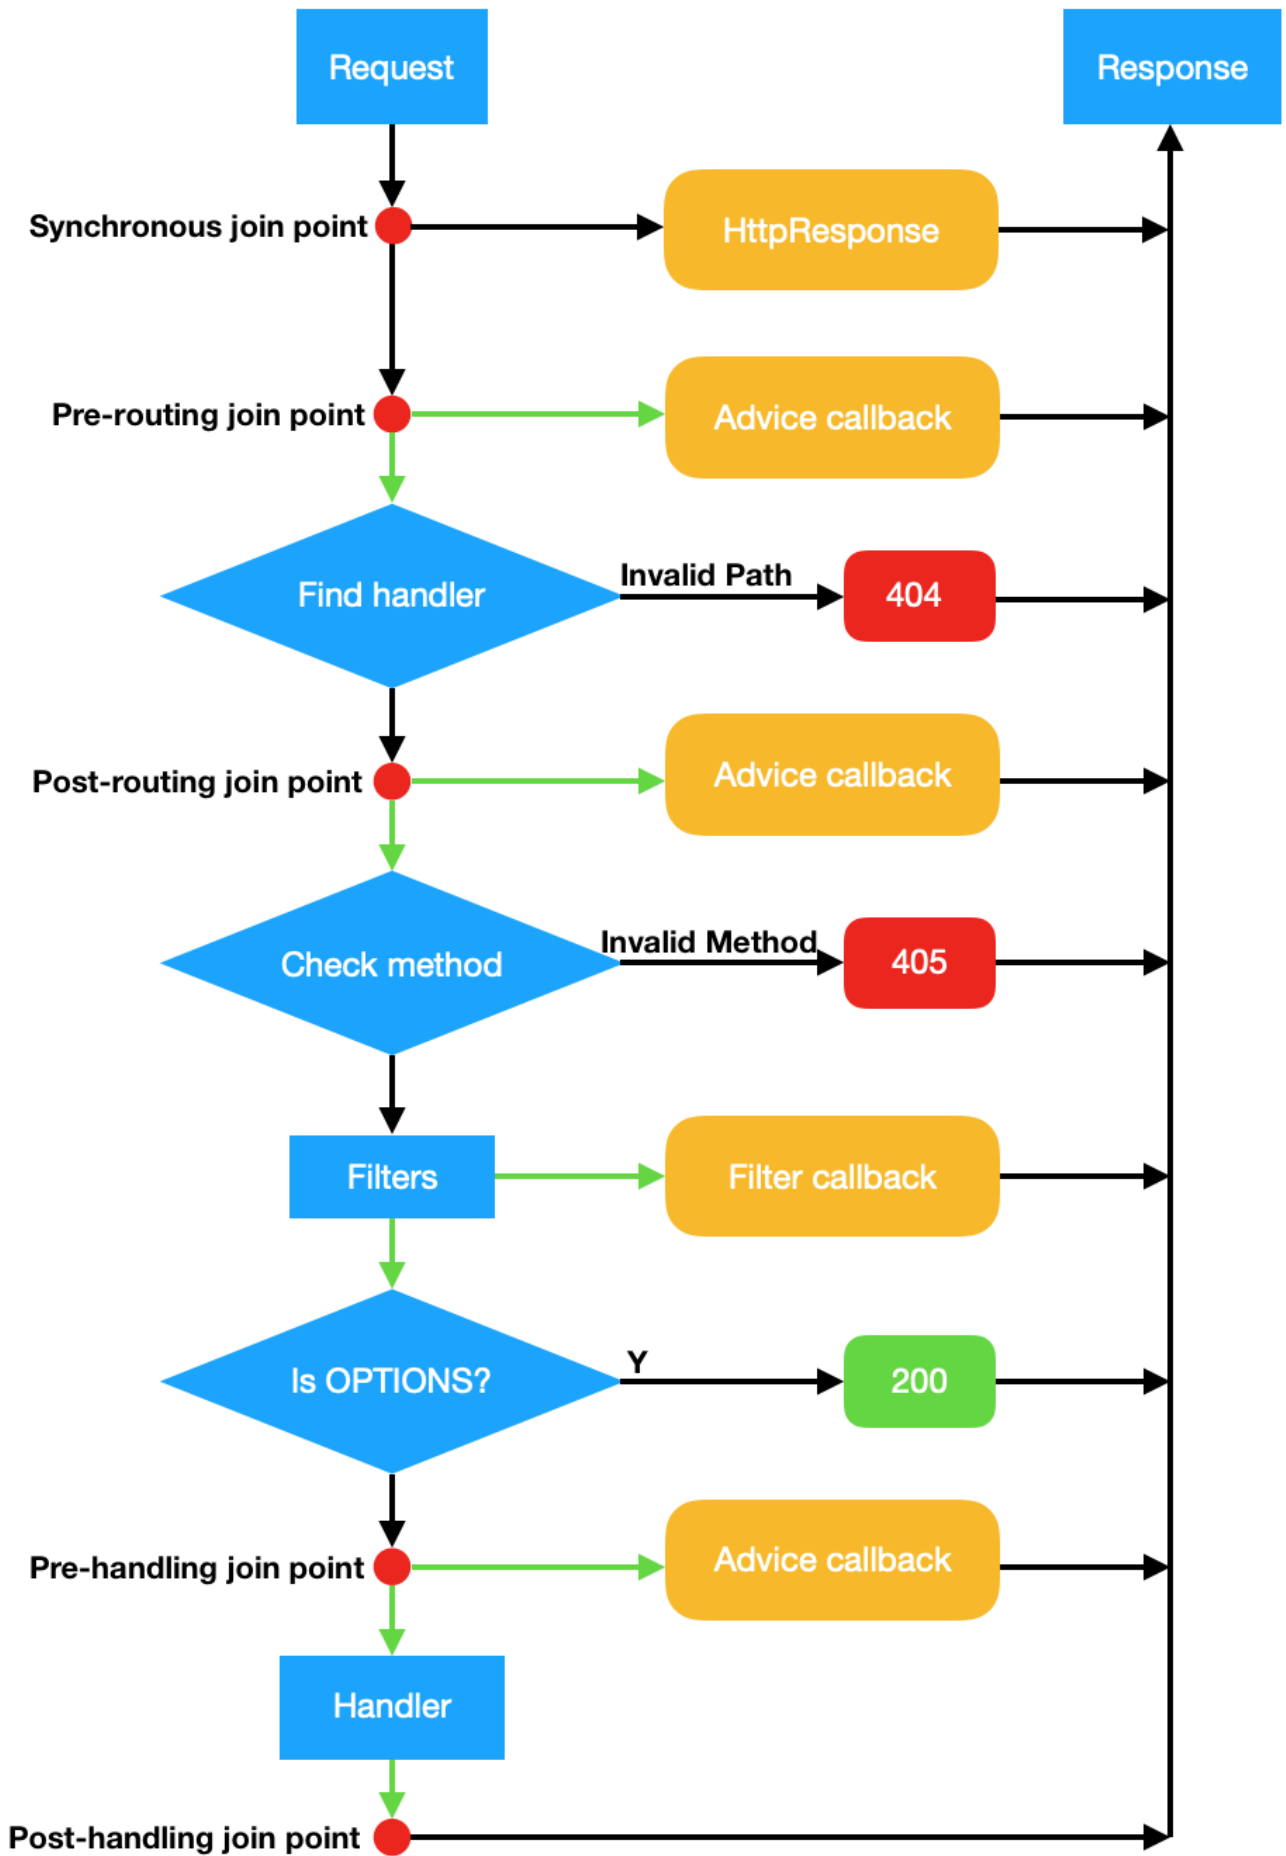 Request
Response
Synchronous join point
HttpResponse
Pre-routing join point
Advice callback
Find handler
Invalid Path
404
Post-routing join point
Advice callback
Check method
Invalid Method
405
Filters
Filter callback
Is OPTIONS?
Y
200
Pre-handling join point
Advice callback
Handler
Post-handling join point